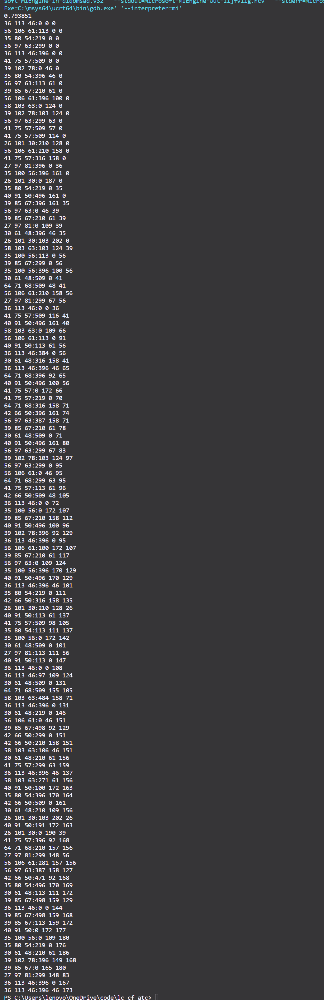 soft-MIEngine-In-diqomsad.v32' '--stdout=Microsoft-MIEngine-Out-iljfviig.hcv' '--stderr=Micros
Exe=C:\msys64\ucrt64\bin\gdb.exe' '--interpreter=mi'
0.793851
36 113 46:0 0 0
56 106 61:113 0 0
35 80 54:219 0 0
56 97 63:299 0 0
36 113 46:396 0 0
41 75 57:509 0 0
39 102 78:0 46 0
35 80 54:396 46 0
56 97 63:113 61 0
39 85 67:210 61 0
56 106 61:396 100 0
58 103 63:0 124 0
39 102 78:103 124 0
56 97 63:299 63 0
41 75 57:509 57 0
41 75 57:509 114 0
26 101 30:210 128 0
56 106 61:210 158 0
41 75 57:316 158 0
27 97 81:396 0 36
35 100 56:396 161 0
26 101 30:0 187 0
35 80 54:219 0 35
40 91 50:496 161 0
39 85 67:396 161 35
56 97 63:0 46 39
39 85 67:210 61 39
27 97 81:0 109 39
30 61 48:396 46 35
26 101 30:103 202 0
58 103 63:103 124 39
35 100 56:113 0 56
39 85 67:299 0 56
35 100 56:396 100 56
30 61 48:509 0 41
64 71 68:509 48 41
56 106 61:210 158 56
27 97 81:299 67 56
36 113 46:0 0 36
41 75 57:509 116 41
40 91 50:496 161 40
58 103 63:0 109 66
56 106 61:113 0 91
40 91 50:113 61 56
36 113 46:384 0 56
30 61 48:316 158 41
36 113 46:396 46 65
64 71 68:396 92 65
40 91 50:496 100 56
41 75 57:0 172 66
41 75 57:219 0 70
64 71 68:316 158 71
42 66 50:396 161 74
56 97 63:387 158 71
39 85 67:210 61 78
30 61 48:509 0 71
40 91 50:496 161 80
56 97 63:299 67 83
39 102 78:103 124 97
56 97 63:299 0 95
56 106 61:0 46 95
64 71 68:299 63 95
41 75 57:113 61 96
42 66 50:509 48 105
36 113 46:0 0 72
35 100 56:0 172 107
39 85 67:210 158 112
40 91 50:496 100 96
39 102 78:396 92 129
36 113 46:396 0 95
56 106 61:100 172 107
39 85 67:210 61 117
56 97 63:0 109 124
35 100 56:396 170 129
40 91 50:496 170 129
36 113 46:396 46 101
35 80 54:219 0 111
42 66 50:316 158 135
26 101 30:210 128 26
40 91 50:113 61 137
41 75 57:509 98 105
35 80 54:113 111 137
35 100 56:0 172 142
30 61 48:509 0 101
27 97 81:113 111 56
40 91 50:113 0 147
36 113 46:0 0 108
36 113 46:97 109 124
30 61 48:509 0 131
64 71 68:509 155 105
58 103 63:484 158 71
36 113 46:396 0 131
30 61 48:219 0 146
56 106 61:0 46 151
39 85 67:498 92 129
42 66 50:299 0 151
42 66 50:210 158 151
58 103 63:106 46 151
30 61 48:210 61 156
41 75 57:299 63 159
36 113 46:396 46 137
58 103 63:271 61 156
40 91 50:100 172 163
35 80 54:396 170 164
42 66 50:509 0 161
30 61 48:210 109 156
26 101 30:103 202 26
40 91 50:191 172 163
26 101 30:0 190 39
41 75 57:396 92 168
64 71 68:210 157 156
27 97 81:299 148 56
56 106 61:281 157 156
56 97 63:387 158 127
42 66 50:471 92 168
35 80 54:496 170 169
30 61 48:113 111 172
39 85 67:498 159 129
36 113 46:0 0 144
39 85 67:498 159 168
39 85 67:113 159 172
40 91 50:0 172 177
35 100 56:0 109 180
35 80 54:219 0 176
30 61 48:210 61 186
39 102 78:396 149 168
39 85 67:0 165 180
27 97 81:299 148 83
36 113 46:396 0 167
36 113 46:396 46 173
PS C:\Users\lenovo\OneDrive\code\lc cf atc>